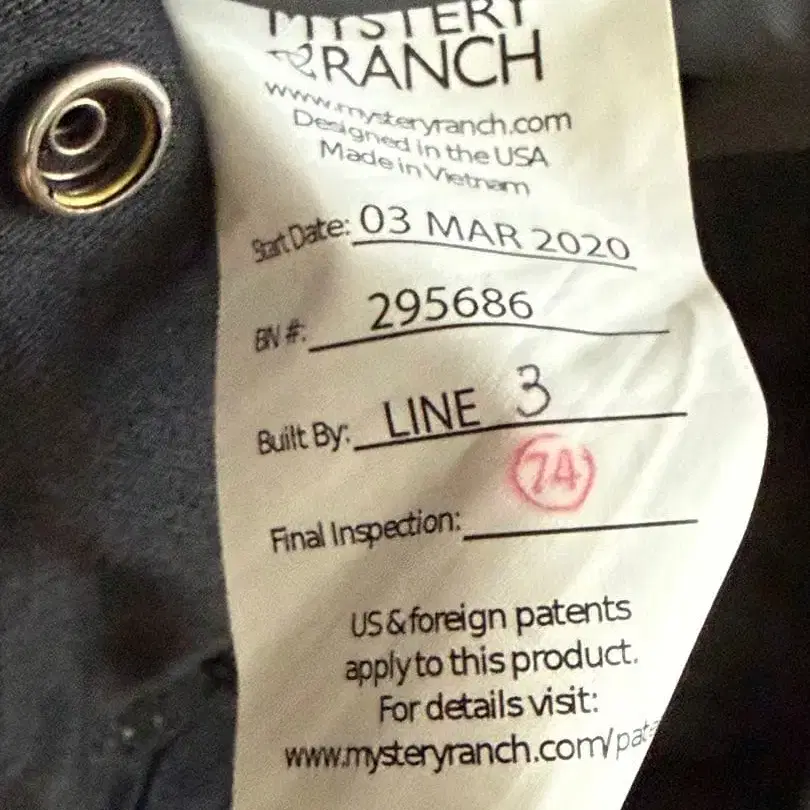 MYSTERY
RANCH
www.mysteryranch.com
Designed in the USA
Made in Vietnam
Start Date: 03 MAR 2020
BN #: 295686
Built By: LINE 3
74
Final Inspection:
US & foreign patents
apply to this product.
For details visit:
www.mysteryranch.com/pate